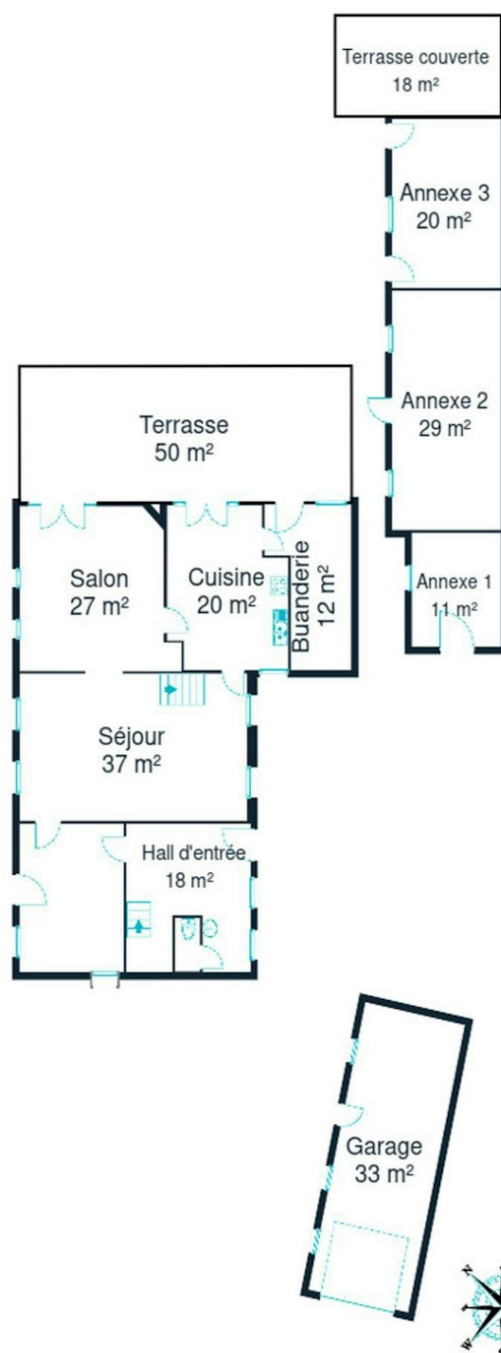 Terrasse couverte
18 m²
Annexe 3
20 m²
Annexe 2
29 m²
Annexe 1
11 m²
Terrasse
50 m²
Salon
27 m²
Cuisine
20 m²
Buanderie
12 m²
Séjour
37 m²
Hall d'entrée
18 m²
Garage
33 m²
N